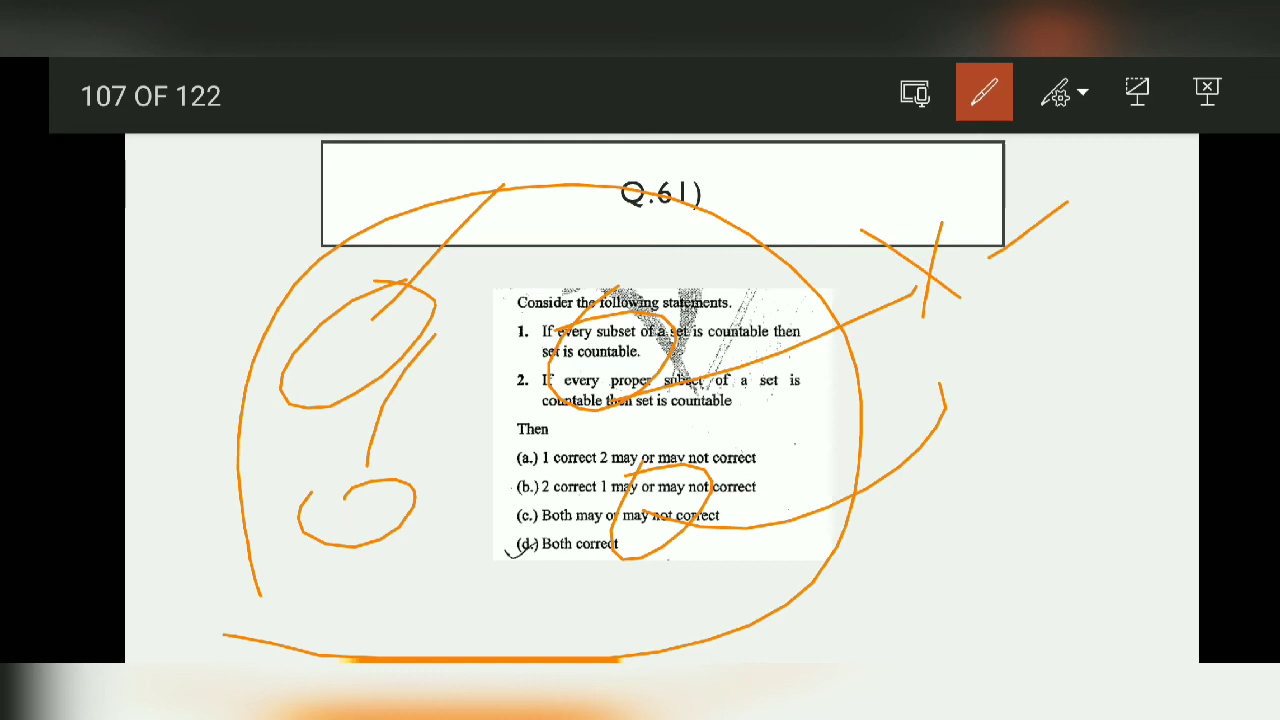 107 OF 122
Q.61)
Consider the following statements.
1. If every subset of a set is countable then
set is countable.
2. If every proper subset of a set is
countable then set is countable
Then
(a.) 1 correct 2 may or may not correct
(b.) 2 correct 1 may or may not correct
(c.) Both may or may not correct
(d.) Both correct